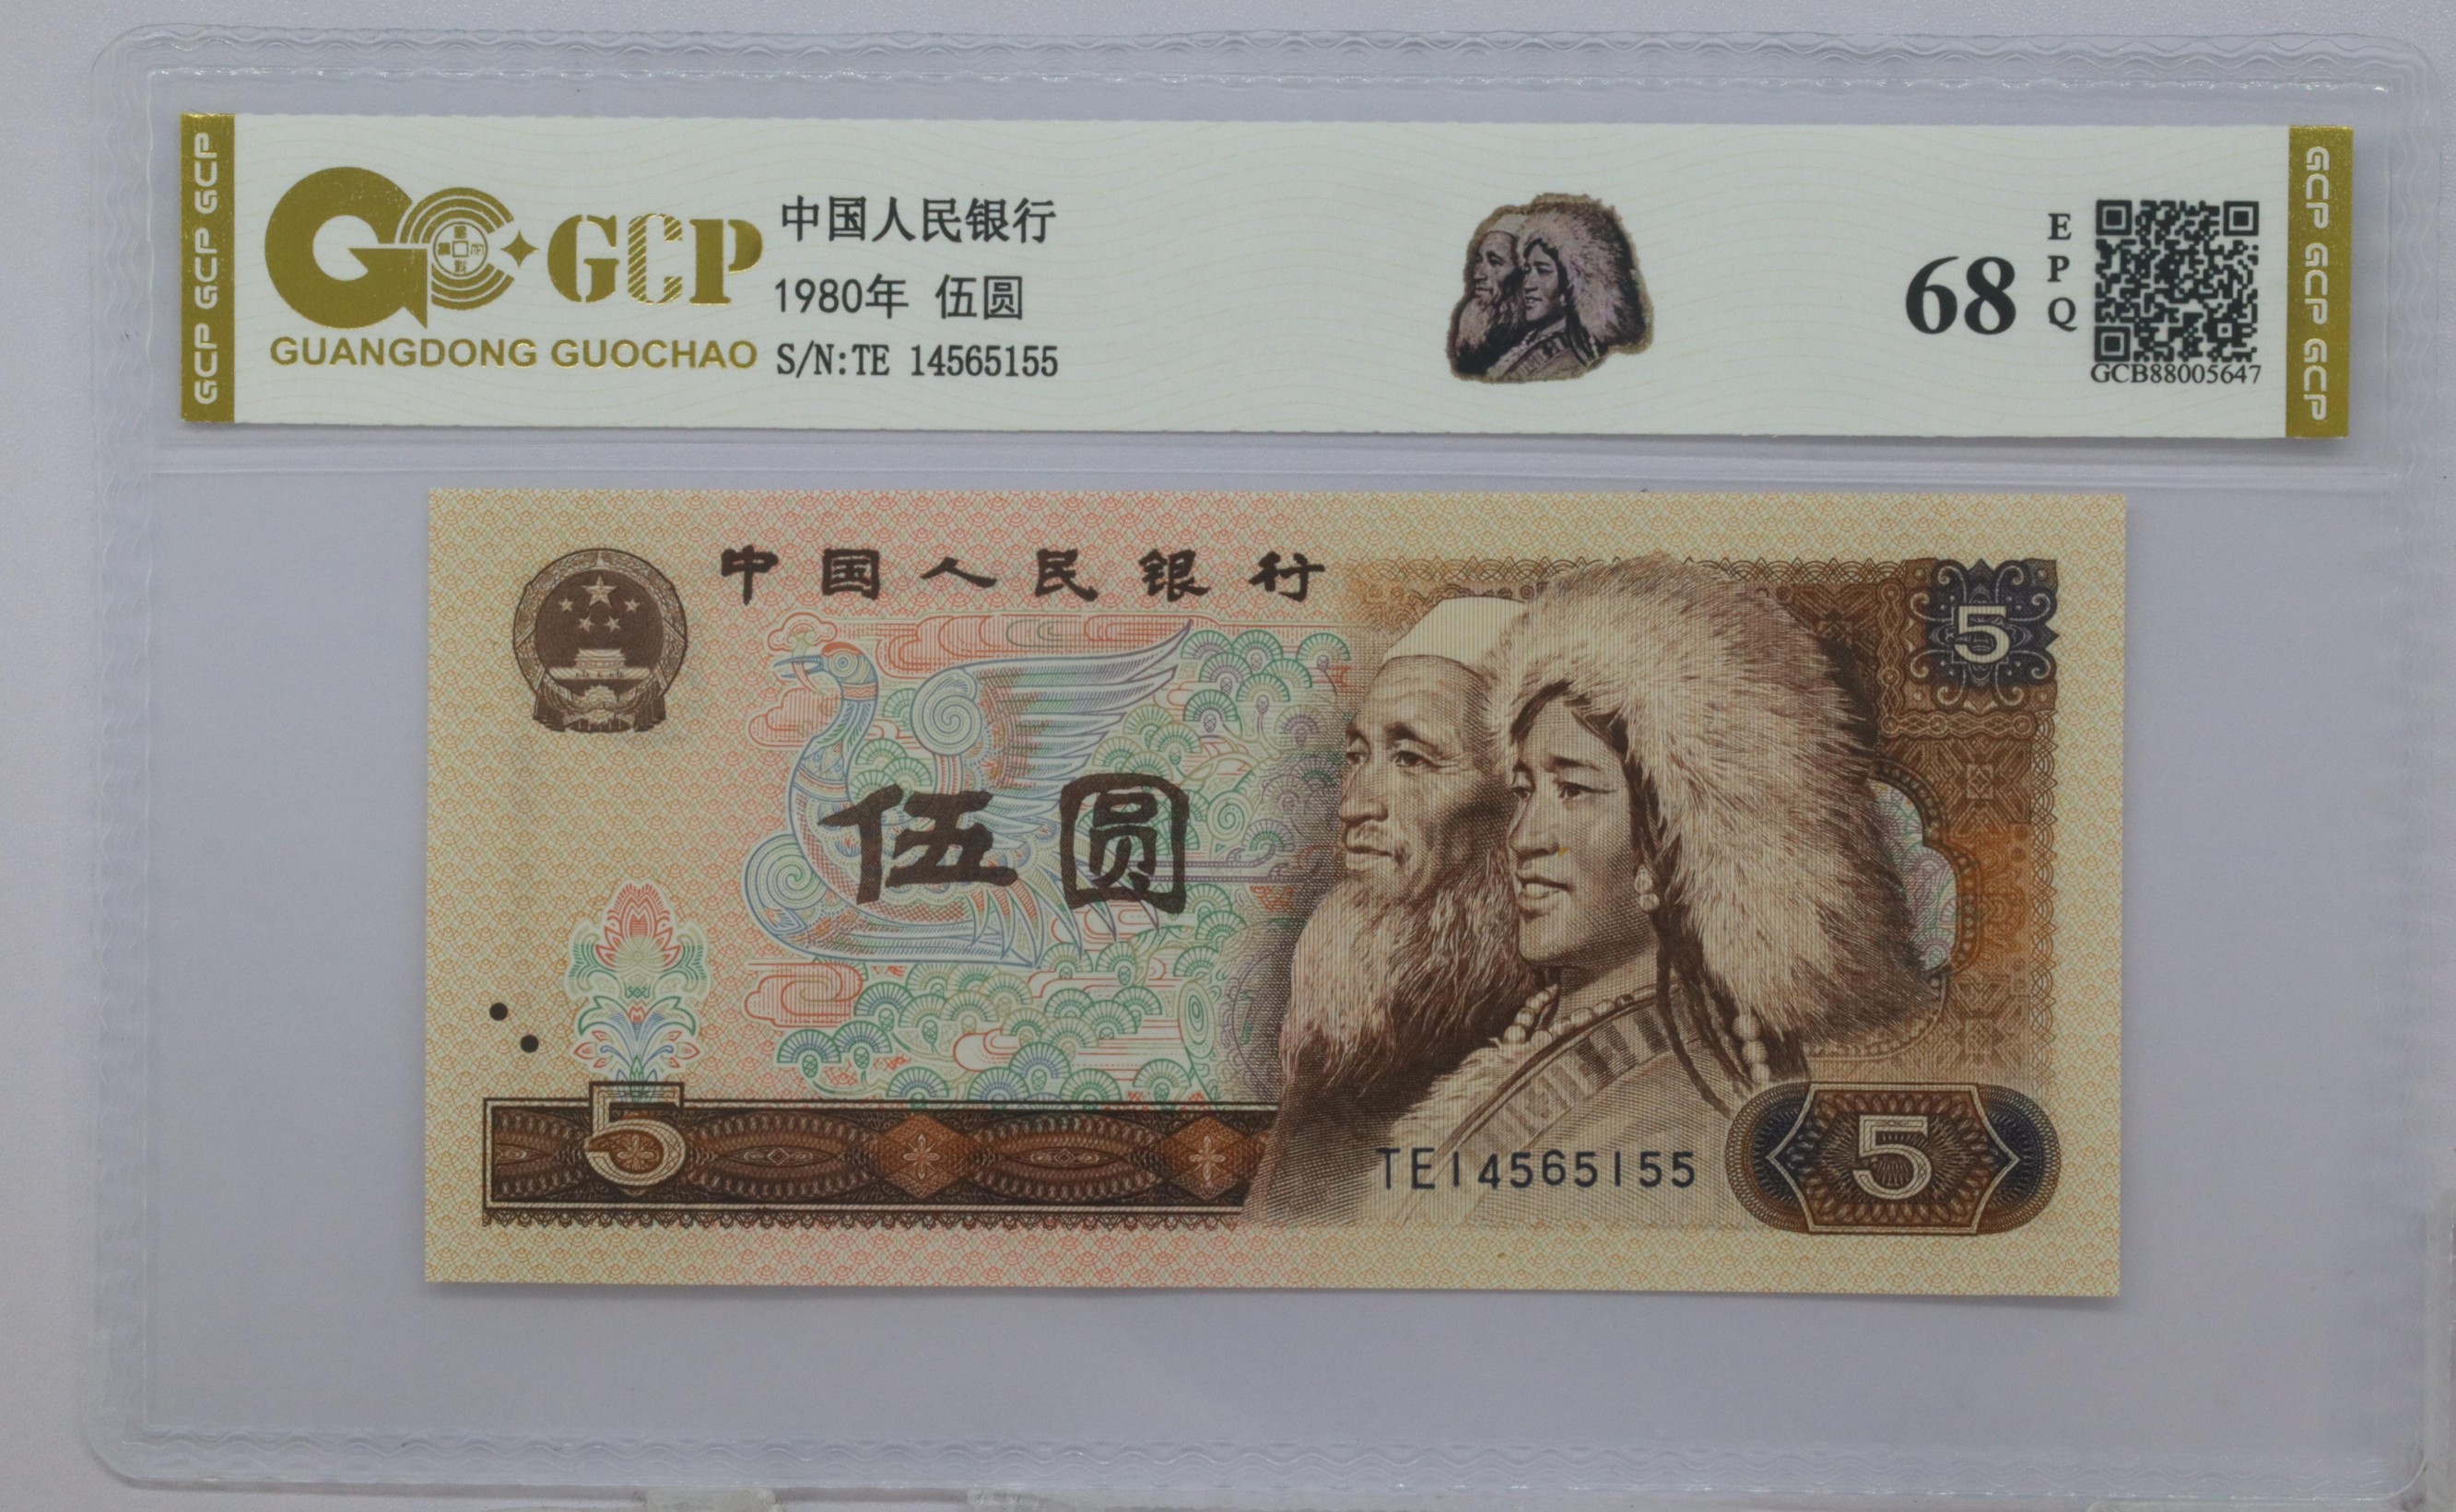 GCP GCP GCP
GCP
GUANGDONG GUOCHAO
中国人民银行
1980年 伍圆
S/N:TE 14565155
68
EPQ
GCB88005647
GCP GCP GCP
中国人民银行
5
伍圆
5
TE14565155
5